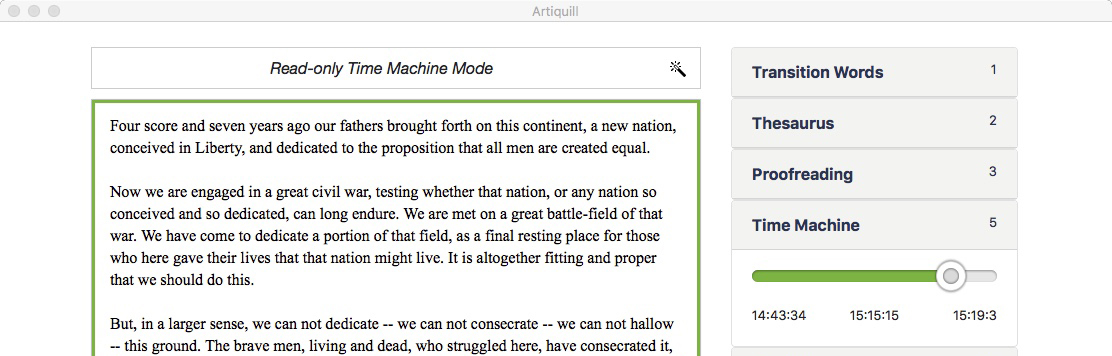 Artiquill
Read-only Time Machine Mode
Four score and seven years ago our fathers brought forth on this continent, a new nation,
conceived in Liberty, and dedicated to the proposition that all men are created equal.
Now we are engaged in a great civil war, testing whether that nation, or any nation so
conceived and so dedicated, can long endure. We are met on a great battle-field of that
war. We have come to dedicate a portion of that field, as a final resting place for those
who here gave their lives that that nation might live. It is altogether fitting and proper
that we should do this.
But, in a larger sense, we can not dedicate -- we can not consecrate -- we can not hallow
-- this ground. The brave men, living and dead, who struggled here, have consecrated it,
Transition Words 1
Thesaurus 2
Proofreading 3
Time Machine 5
14:43:34 15:15:15 15:19:3